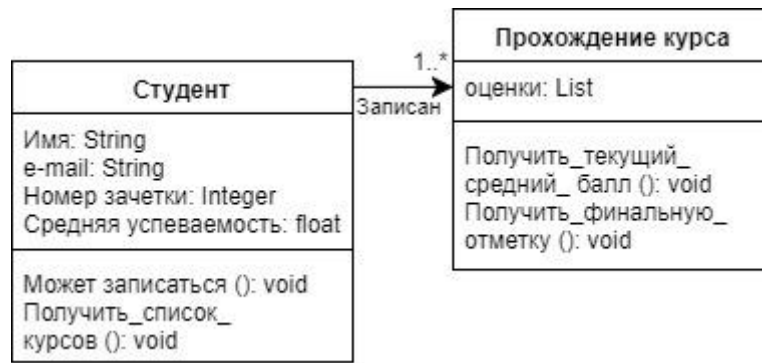 Студент
Имя: String
e-mail: String
Номер зачетки: Integer
Средняя успеваемость: float
Может записаться (): void
Получить_список_
курсов (): void
1..*
Записан
Прохождение курса
оценки: List
Получить_текущий_
средний_ балл (): void
Получить_финальную_
отметку (): void